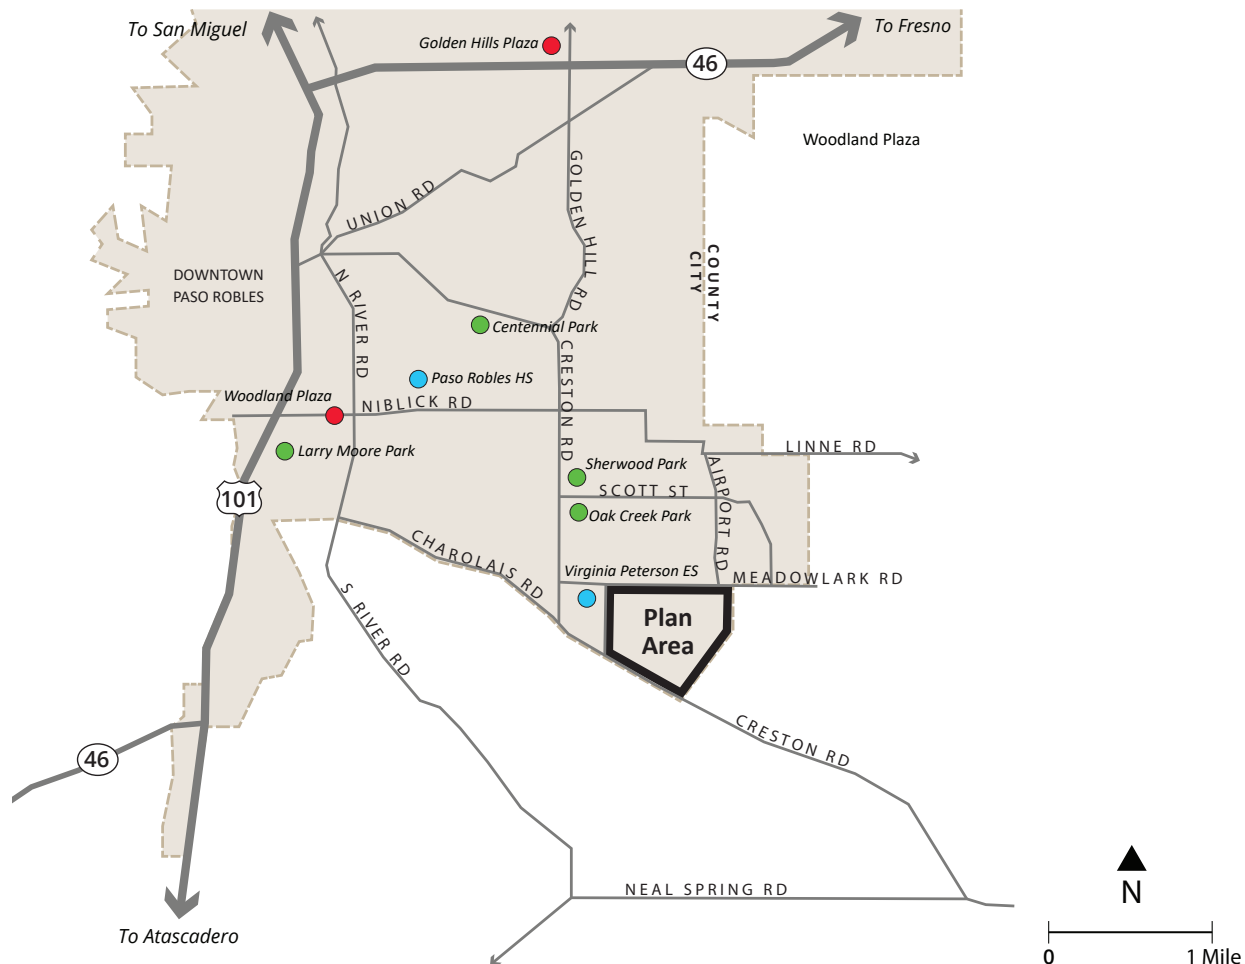 To San Miguel
Golden Hills Plaza
To Fresno
46
Woodland Plaza
GOLDEN HILL RD
UNION RD
COUNTY
CITY
DOWNTOWN
PASO ROBLES
N RIVER RD
Centennial Park
CRESTON RD
Paso Robles HS
Woodland Plaza
NIBLICK RD
Larry Moore Park
LINNE RD
Sherwood Park
AIRPORT RD
SCOTT ST
101
Oak Creek Park
CHAROLAIS RD
Virginia Peterson ES
MEADOWLARK RD
S RIVER RD
Plan
Area
CRESTON RD
46
NEAL SPRING RD
N
To Atascadero
0 1 Mile